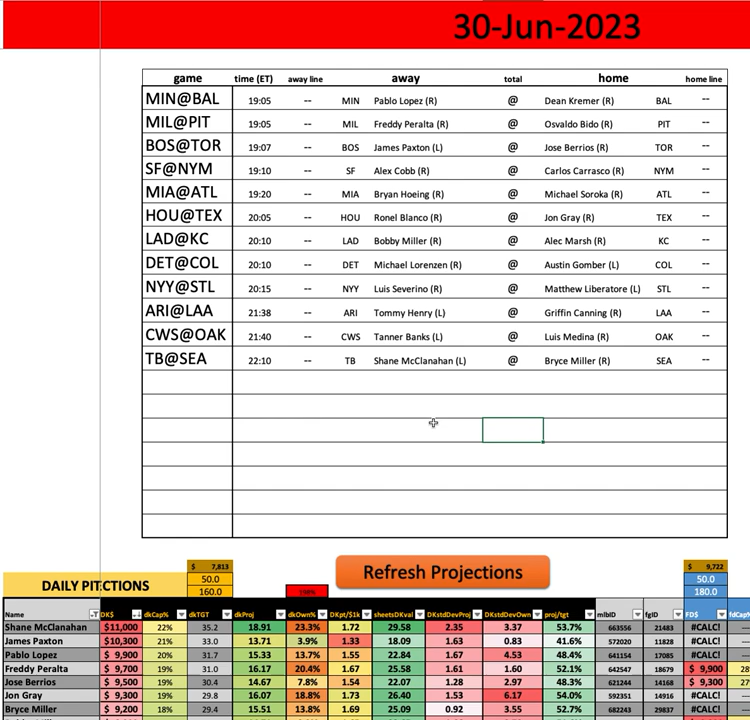 30-Jun-2023
game time (ET) away line away total home home line
MIN@BAL 19:05 -- MIN Pablo Lopez (R) @ Dean Kremer (R) BAL --
MIL@PIT 19:05 -- MIL Freddy Peralta (R) @ Osvaldo Bido (R) PIT --
BOS@TOR 19:07 -- BOS James Paxton (L) @ Jose Berrios (R) TOR --
SF@NYM 19:10 -- SF Alex Cobb (R) @ Carlos Carrasco (R) NYM --
MIA@ATL 19:20 -- MIA Bryan Hoeing (R) @ Michael Soroka (R) ATL --
HOU@TEX 20:05 -- HOU Ronel Blanco (R) @ Jon Gray (R) TEX --
LAD@KC 20:10 -- LAD Bobby Miller (R) @ Alec Marsh (R) KC --
DET@COL 20:10 -- DET Michael Lorenzen (R) @ Austin Gomber (L) COL --
NYY@STL 20:15 -- NYY Luis Severino (R) @ Matthew Liberatore (L) STL --
ARI@LAA 21:38 -- ARI Tommy Henry (L) @ Griffin Canning (R) LAA --
CWS@OAK 21:40 -- CWS Tanner Banks (L) @ Luis Medina (R) OAK --
TB@SEA 22:10 -- TB Shane McClanahan (L) @ Bryce Miller (R) SEA --
$ 7,813 $ 9,722
DAILY PITCTIONS 50.0 Refresh Projections 50.0
160.0 198% 180.0
Name DK$ dkCap% dkTGT dkProj dkOwn% DKpt/$1k sheetsDKval DKstdDevProj DKstdDevOwn proj/tgt mlbID fgID FD$ fdCap%
Shane McClanahan $11,000 22% 35.2 18.91 23.3% 1.72 29.58 2.35 3.37 53.7% 663556 21483 #CALC! ---
James Paxton $10,300 21% 33.0 13.71 3.9% 1.33 18.09 1.63 0.83 41.6% 572020 11828 #CALC! ---
Pablo Lopez $ 9,900 20% 31.7 15.33 13.7% 1.55 22.84 1.67 4.53 48.4% 641154 17085 #CALC! ---
Freddy Peralta $ 9,700 19% 31.0 16.17 20.4% 1.67 25.58 1.61 1.60 52.1% 642547 18679 $ 9,900 28
Jose Berrios $ 9,500 19% 30.4 14.67 7.8% 1.54 22.07 1.28 2.97 48.3% 621244 14168 $ 9,300 27
Jon Gray $ 9,300 19% 29.8 16.07 18.8% 1.73 26.40 1.53 6.17 54.0% 592351 14916 #CALC! ---
Bryce Miller $ 9,200 18% 29.4 15.51 13.8% 1.69 25.09 0.92 3.55 52.7% 682243 29837 #CALC! ---